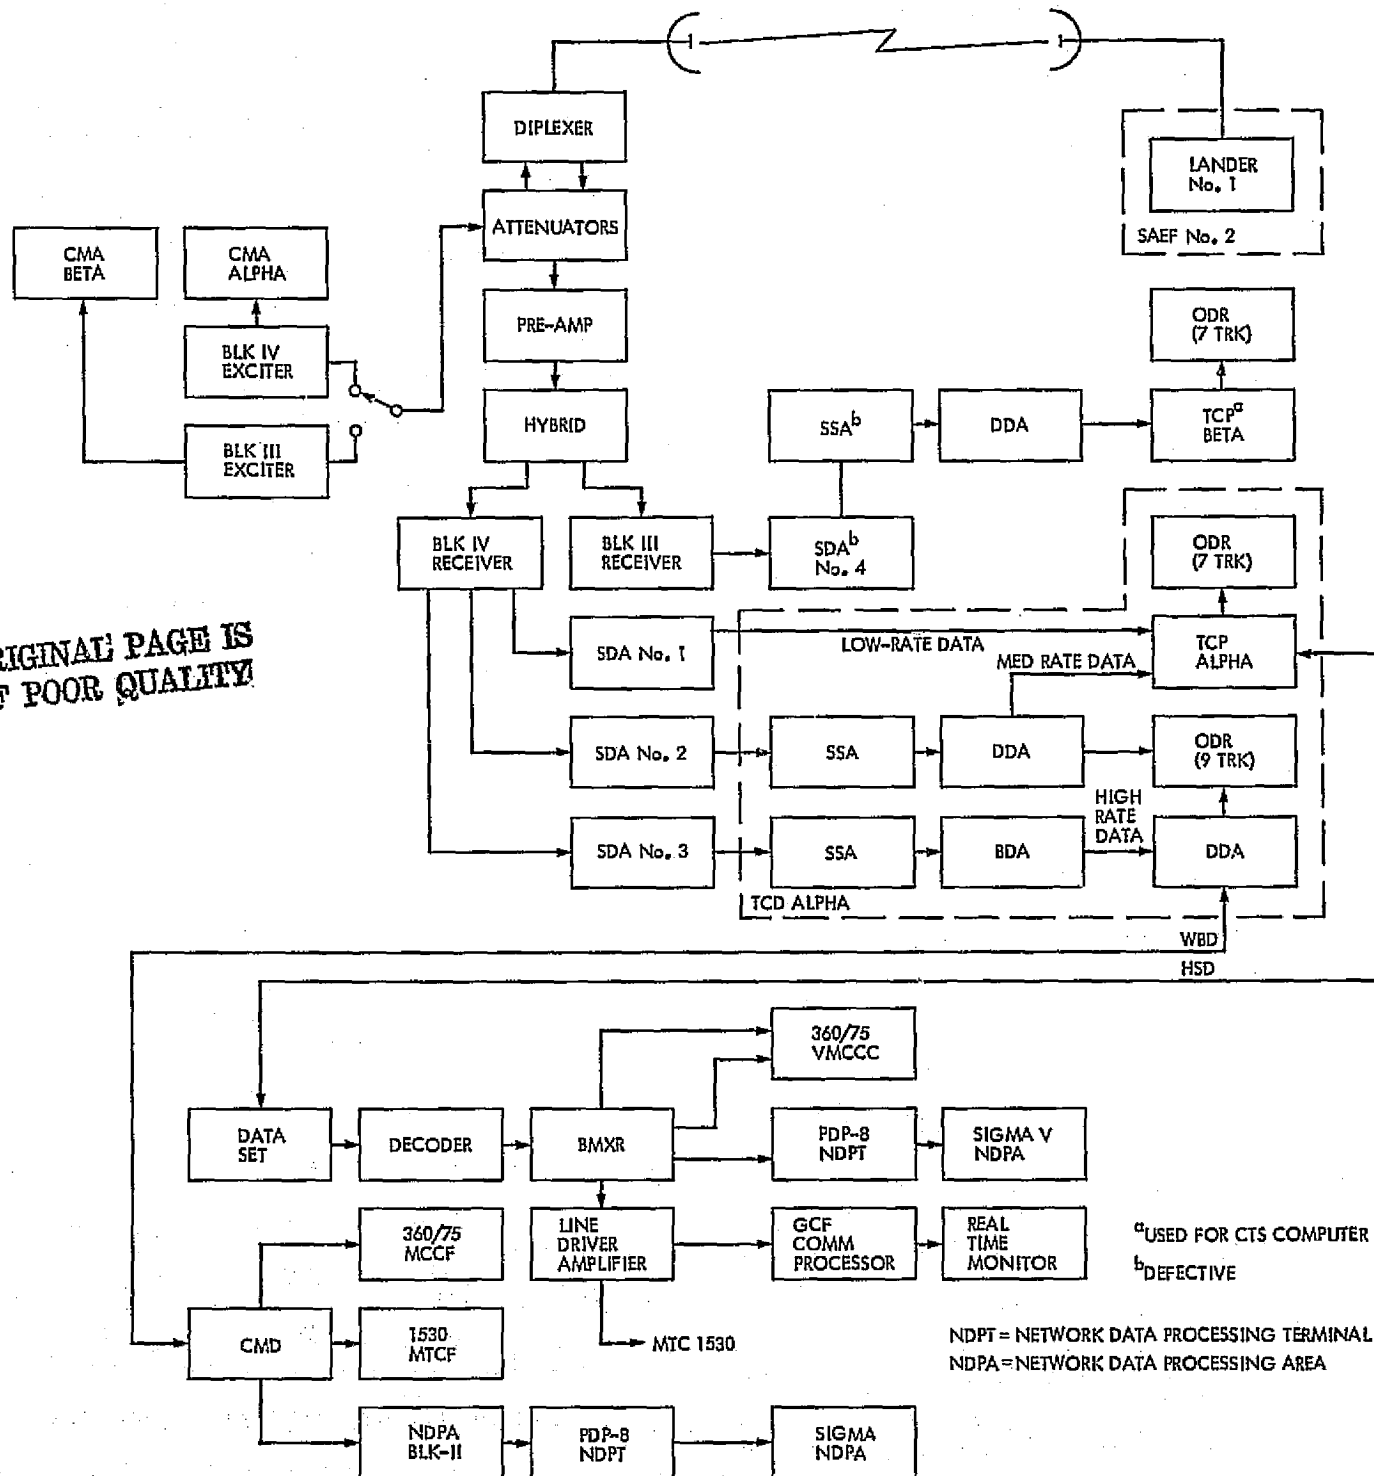 DIPLEXER
LANDER
No. 1
SAEF No. 2
ATTENUATORS
CMA
BETA
CMA
ALPHA
PRE-AMP
ODR
(7 TRK)
BLK IV
EXCITER
HYBRID
SSAb
DDA
TCPa
BETA
BLK III
EXCITER
BLK IV
RECEIVER
BLK III
RECEIVER
SDAb
No. 4
ODR
(7 TRK)
RIGINAL PAGE IS
F POOR QUALITY
SDA No. 1
LOW-RATE DATA
MED RATE DATA
TCP
ALPHA
SDA No. 2
SSA
DDA
ODR
(9 TRK)
HIGH
RATE
DATA
SDA No. 3
SSA
BDA
DDA
TCD ALPHA
WBD
HSD
360/75
VMCCC
DATA
SET
DECODER
BMXR
PDP-8
NDPT
SIGMA V
NDPA
360/75
MCCF
LINE
DRIVER
AMPLIFIER
GCF
COMM
PROCESSOR
REAL
TIME
MONITOR
aUSED FOR CTS COMPUTER
bDEFECTIVE
CMD
1530
MTCF
MTC 1530
NDPT = NETWORK DATA PROCESSING TERMINAL
NDPA = NETWORK DATA PROCESSING AREA
NDPA
BLK-II
PDP-8
NDPT
SIGMA
NDPA